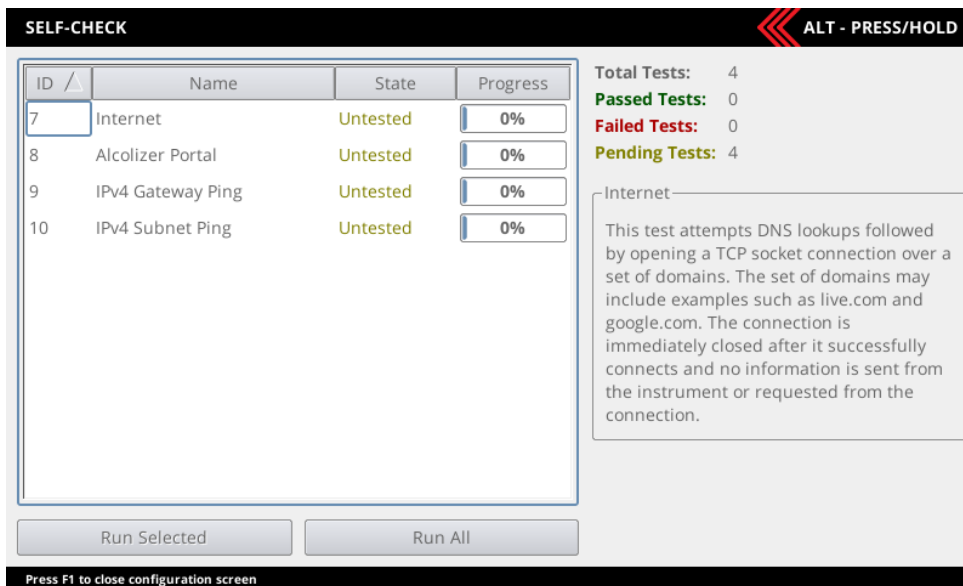 SELF-CHECK
ALT - PRESS/HOLD
ID Name State Progress
7 Internet Untested 0%
8 Alcolizer Portal Untested 0%
9 IPv4 Gateway Ping Untested 0%
10 IPv4 Subnet Ping Untested 0%
Total Tests: 4
Passed Tests: 0
Failed Tests: 0
Pending Tests: 4
Internet
This test attempts DNS lookups followed
by opening a TCP socket connection over a
set of domains. The set of domains may
include examples such as live.com and
google.com. The connection is
immediately closed after it successfully
connects and no information is sent from
the instrument or requested from the
connection.
Run Selected
Run All
Press F1 to close configuration screen